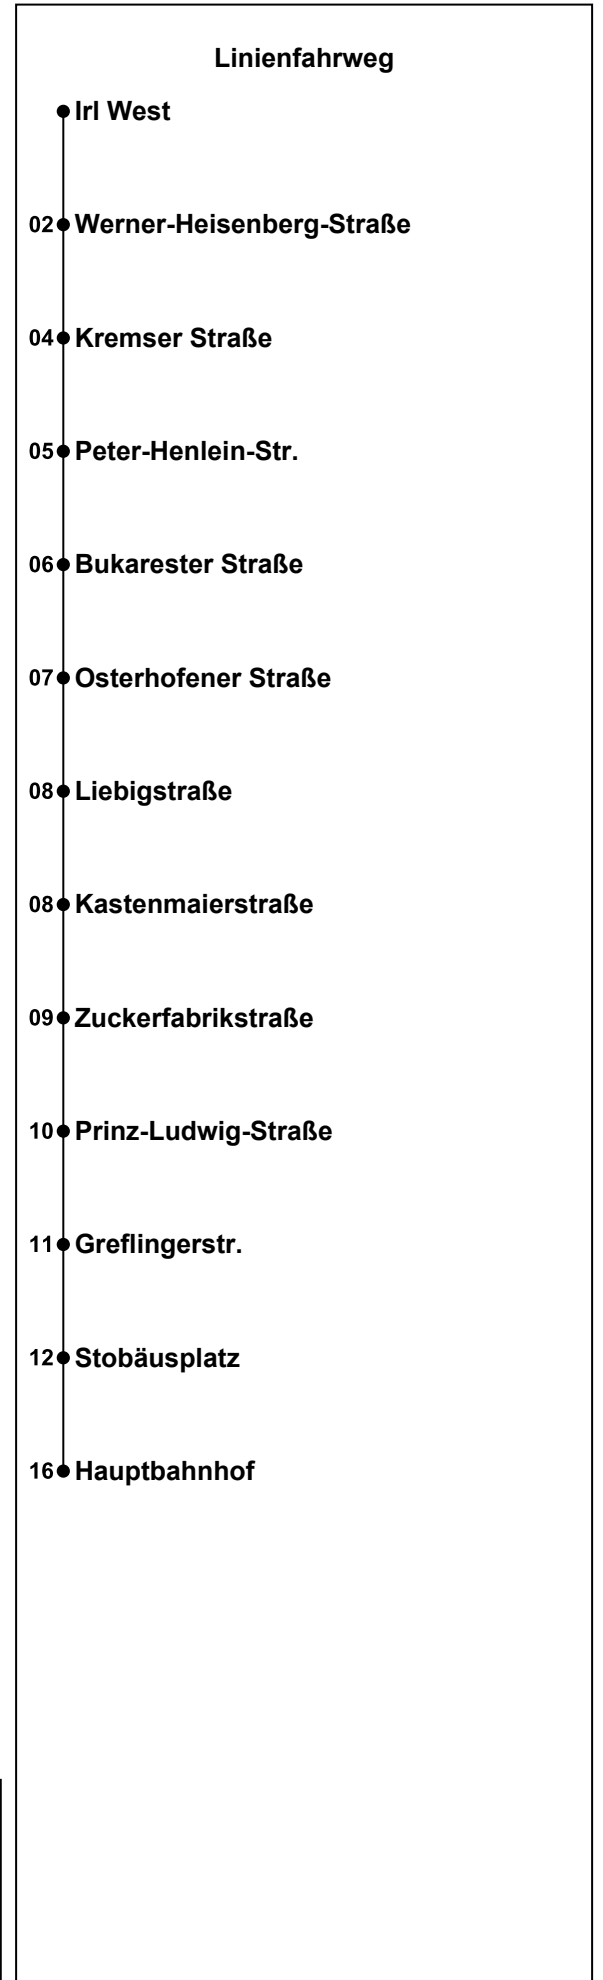 Linienfahrweg
Irl West
02 Werner-Heisenberg-Straße
04 Kremser Straße
05 Peter-Henlein-Str.
06 Bukarester Straße
07 Osterhofener Straße
08 Liebigstraße
08 Kastenmaierstraße
09 Zuckerfabrikstraße
10 Prinz-Ludwig-Straße
11 Greflingerstr.
12 Stobäusplatz
16 Hauptbahnhof